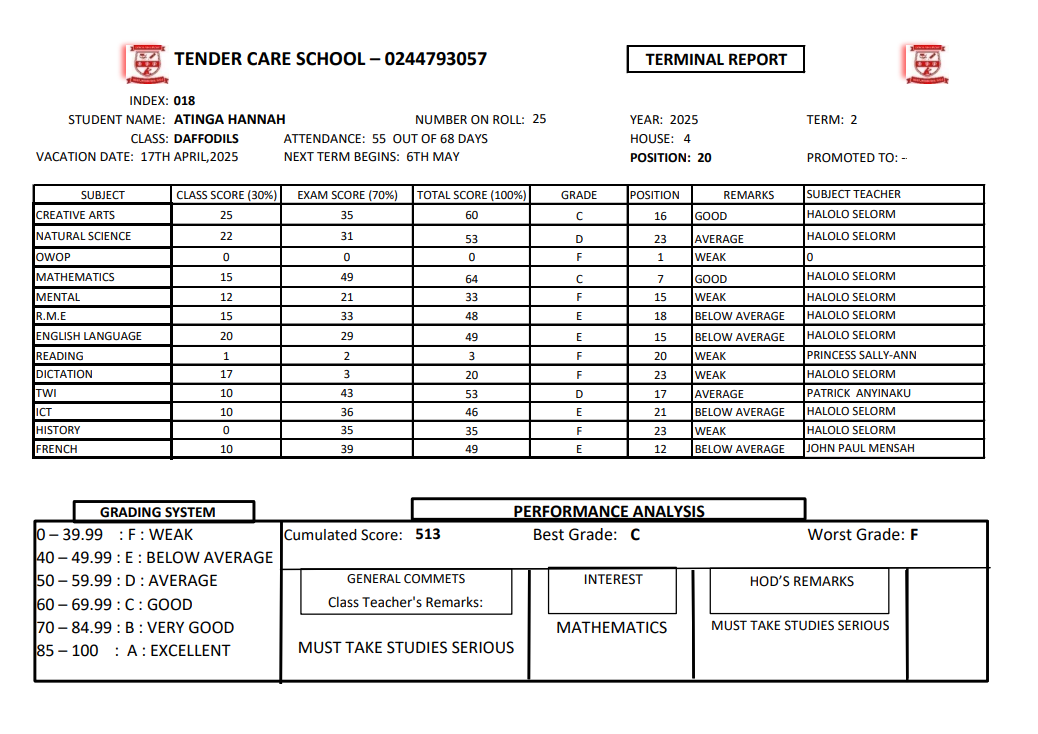 TENDER CARE SCHOOL – 0244793057
TERMINAL REPORT
INDEX: 018
STUDENT NAME: ATINGA HANNAH NUMBER ON ROLL: 25 YEAR: 2025 TERM: 2
CLASS: DAFFODILS ATTENDANCE: 55 OUT OF 68 DAYS HOUSE: 4
VACATION DATE: 17TH APRIL,2025 NEXT TERM BEGINS: 6TH MAY POSITION: 20 PROMOTED TO: --
SUBJECT CLASS SCORE (30%) EXAM SCORE (70%) TOTAL SCORE (100%) GRADE POSITION REMARKS SUBJECT TEACHER
CREATIVE ARTS 25 35 60 C 16 GOOD HALOLO SELORM
NATURAL SCIENCE 22 31 53 D 23 AVERAGE HALOLO SELORM
OWOP 0 0 0 F 1 WEAK 0
MATHEMATICS 15 49 64 C 7 GOOD HALOLO SELORM
MENTAL 12 21 33 F 15 WEAK HALOLO SELORM
R.M.E 15 33 48 E 18 BELOW AVERAGE HALOLO SELORM
ENGLISH LANGUAGE 20 29 49 E 15 BELOW AVERAGE HALOLO SELORM
READING 1 2 3 F 20 WEAK PRINCESS SALLY-ANN
DICTATION 17 3 20 F 23 WEAK HALOLO SELORM
TWI 10 43 53 D 17 AVERAGE PATRICK ANYINAKU
ICT 10 36 46 E 21 BELOW AVERAGE HALOLO SELORM
HISTORY 0 35 35 F 23 WEAK HALOLO SELORM
FRENCH 10 39 49 E 12 BELOW AVERAGE JOHN PAUL MENSAH
GRADING SYSTEM
0 – 39.99 : F : WEAK
40 – 49.99 : E : BELOW AVERAGE
50 – 59.99 : D : AVERAGE
60 – 69.99 : C : GOOD
70 – 84.99 : B : VERY GOOD
85 – 100 : A : EXCELLENT
PERFORMANCE ANALYSIS
Cumulated Score: 513 Best Grade: C Worst Grade: F
GENERAL COMMETS
Class Teacher's Remarks:
MUST TAKE STUDIES SERIOUS
INTEREST
MATHEMATICS
HOD'S REMARKS
MUST TAKE STUDIES SERIOUS